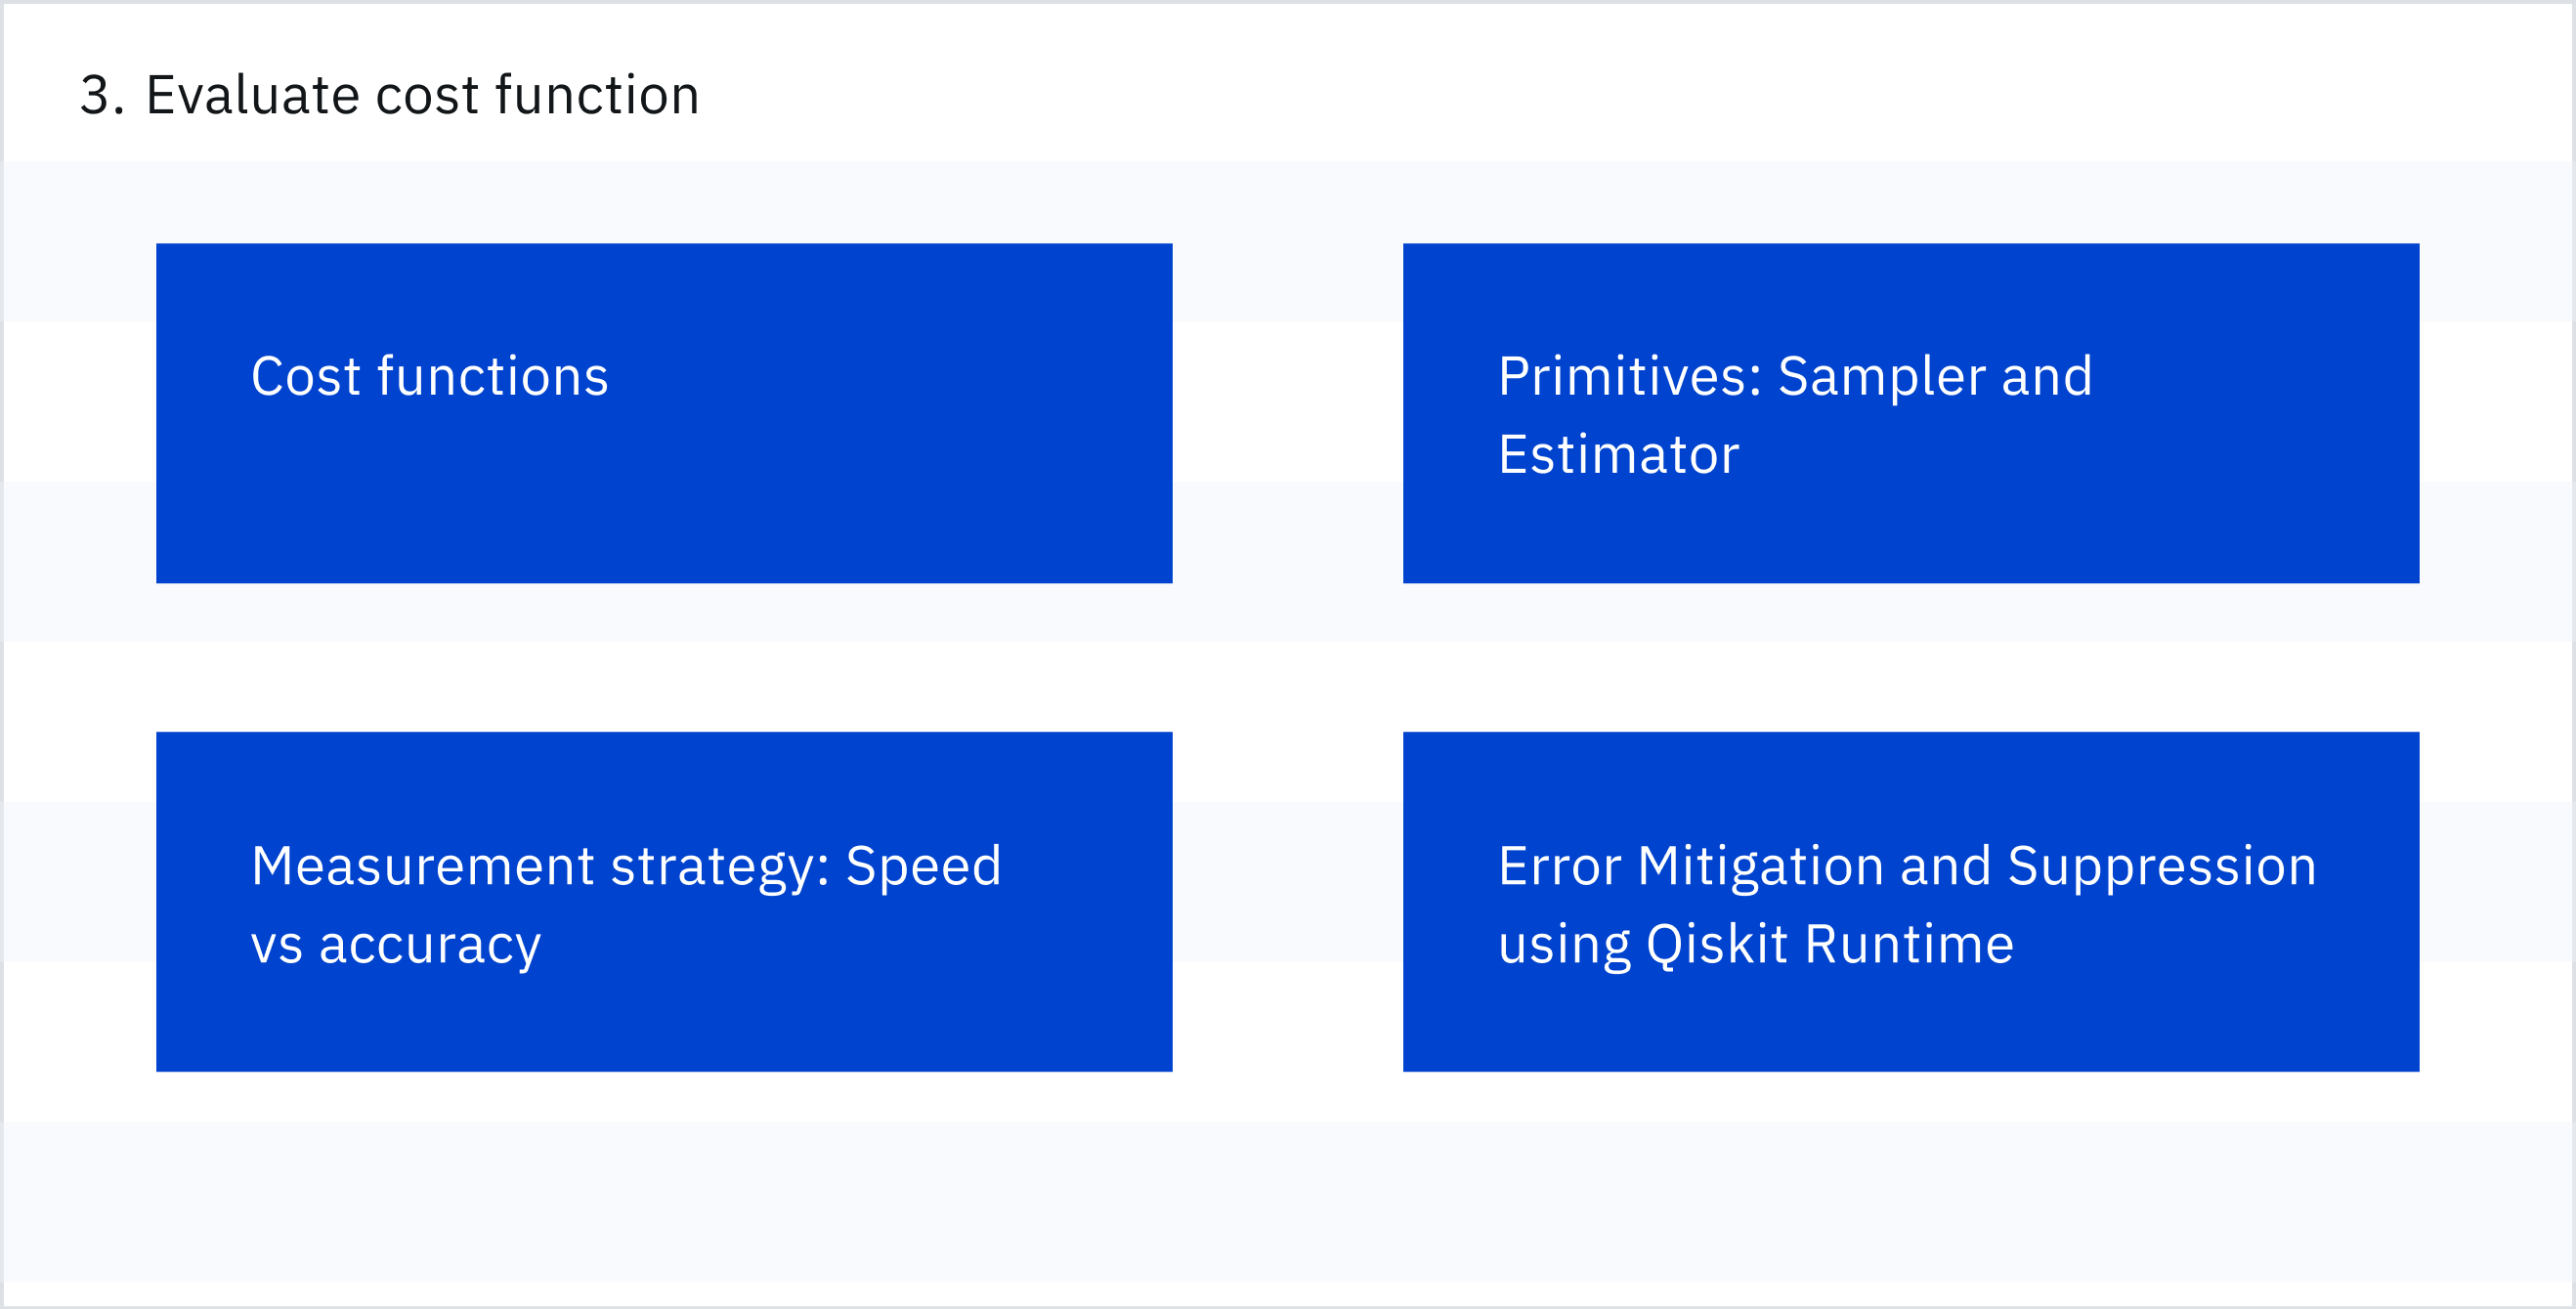 3. Evaluate cost function
Cost functions
Primitives: Sampler and
Estimator
Measurement strategy: Speed
vs accuracy
Error Mitigation and Suppression
using Qiskit Runtime